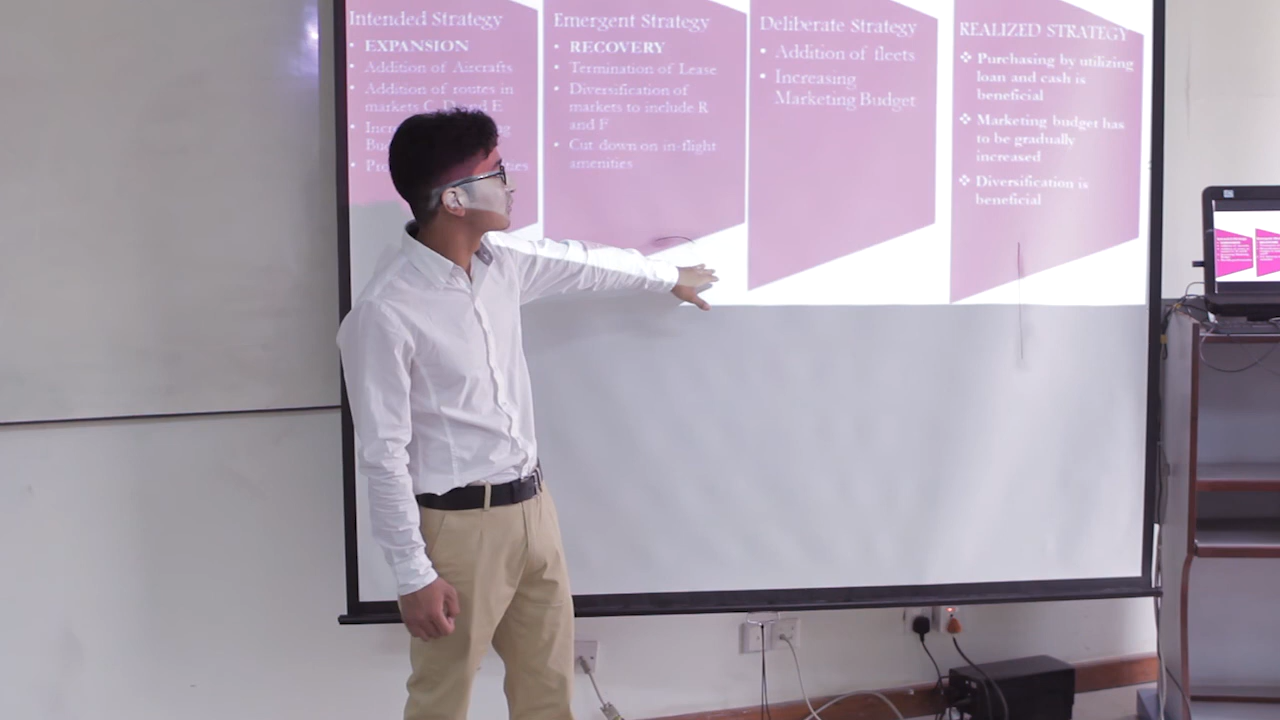 Intended Strategy
• EXPANSION
• Addition of Aircrafts
• Addition of routes in
markets C, D and E
•
•
Emergent Strategy
• RECOVERY
• Termination of Lease
• Diversification of
markets to include R
and F
• Cut down on in-flight
amenities
Deliberate Strategy
• Addition of fleets
• Increasing
Marketing Budget
REALIZED STRATEGY
❖ Purchasing by utilizing
loan and cash is
beneficial
❖ Marketing budget has
to be gradually
increased
❖ Diversification is
beneficial